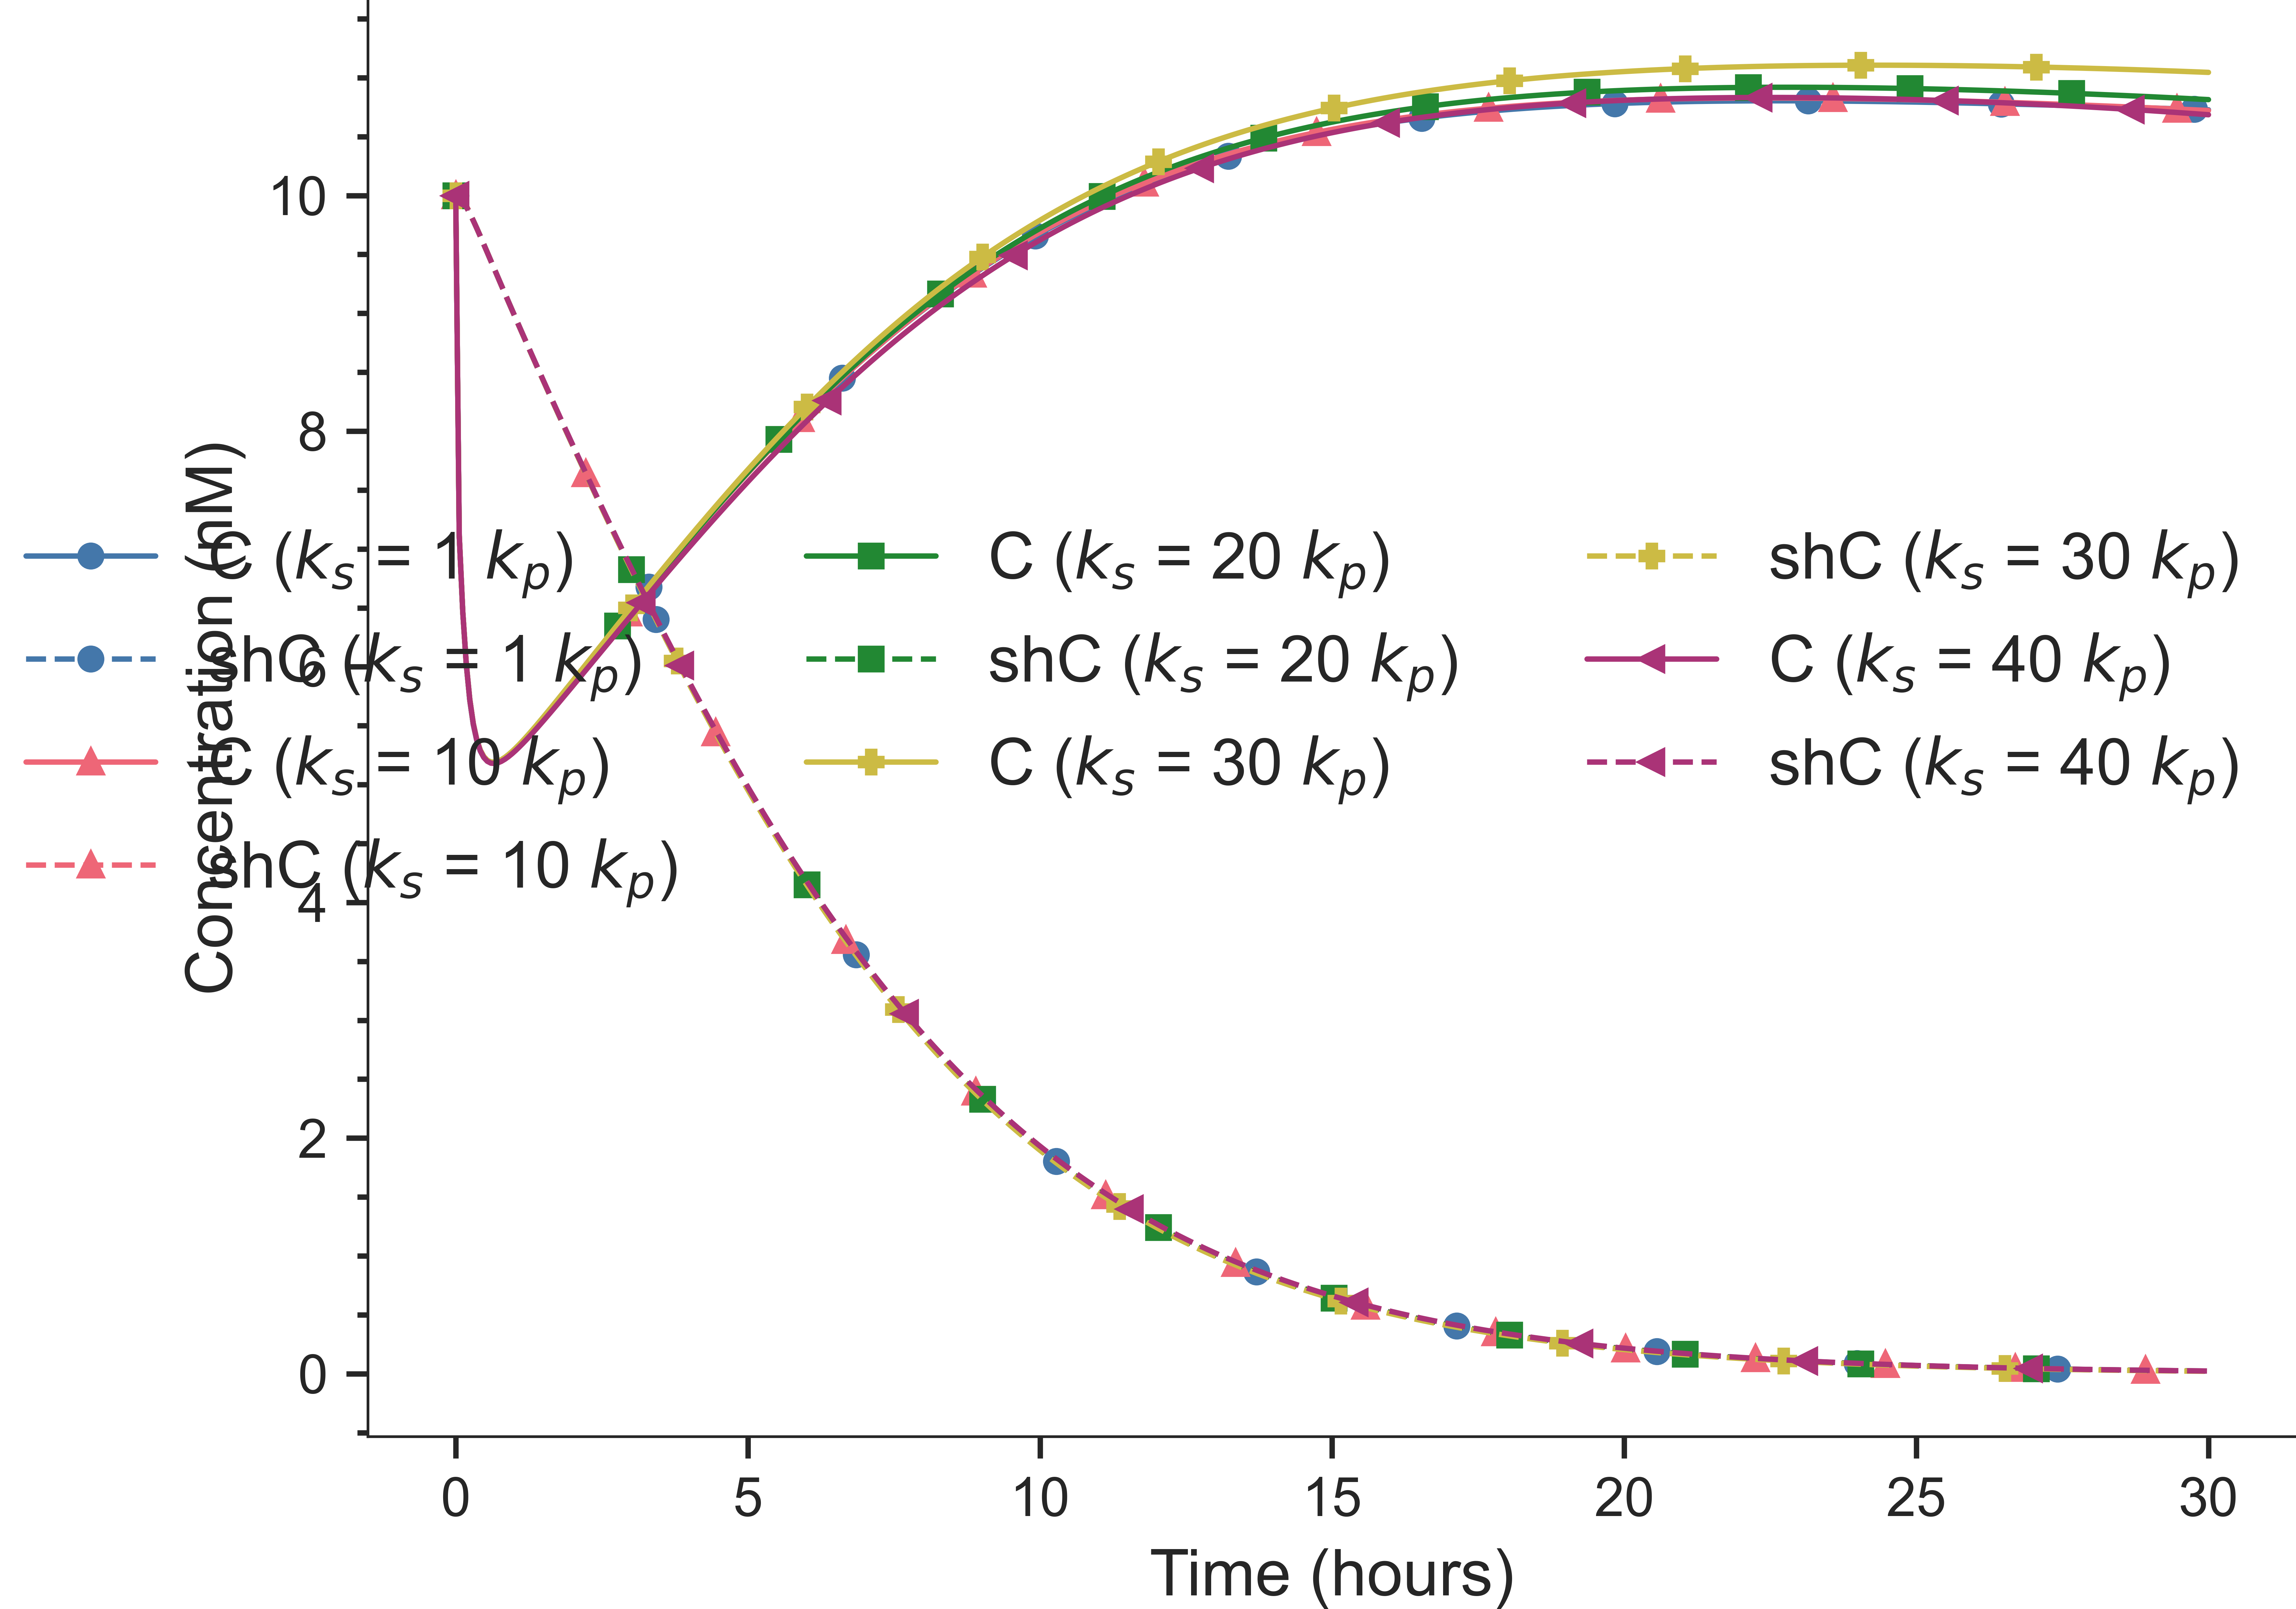 10
8
6
4
2
0
Concentration (nM)
C (kₛ = 1 kₚ)
shC (kₛ = 1 kₚ)
C (kₛ = 10 kₚ)
shC (kₛ = 10 kₚ)
C (kₛ = 20 kₚ)
shC (kₛ = 20 kₚ)
C (kₛ = 30 kₚ)
shC (kₛ = 30 kₚ)
C (kₛ = 40 kₚ)
shC (kₛ = 40 kₚ)
0 5 10 15 20 25 30
Time (hours)